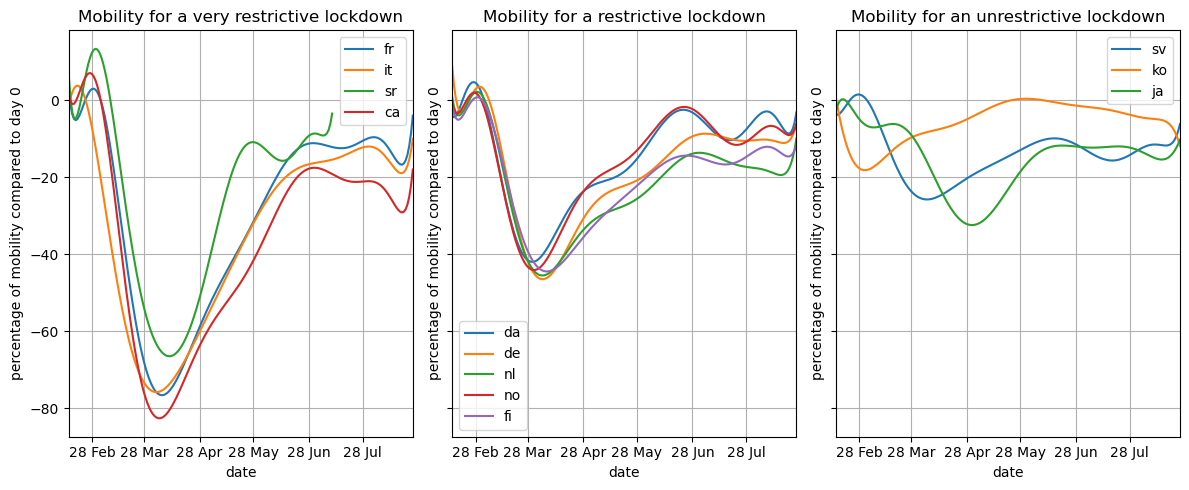 Mobility for a very restrictive lockdown
fr
it
sr
ca
percentage of mobility compared to day 0
0
−20
−40
−60
−80
28 Feb 28 Mar 28 Apr 28 May 28 Jun 28 Jul
date
Mobility for a restrictive lockdown
percentage of mobility compared to day 0
da
de
nl
no
fi
28 Feb 28 Mar 28 Apr 28 May 28 Jun 28 Jul
date
Mobility for an unrestrictive lockdown
sv
ko
ja
percentage of mobility compared to day 0
28 Feb 28 Mar 28 Apr 28 May 28 Jun 28 Jul
date